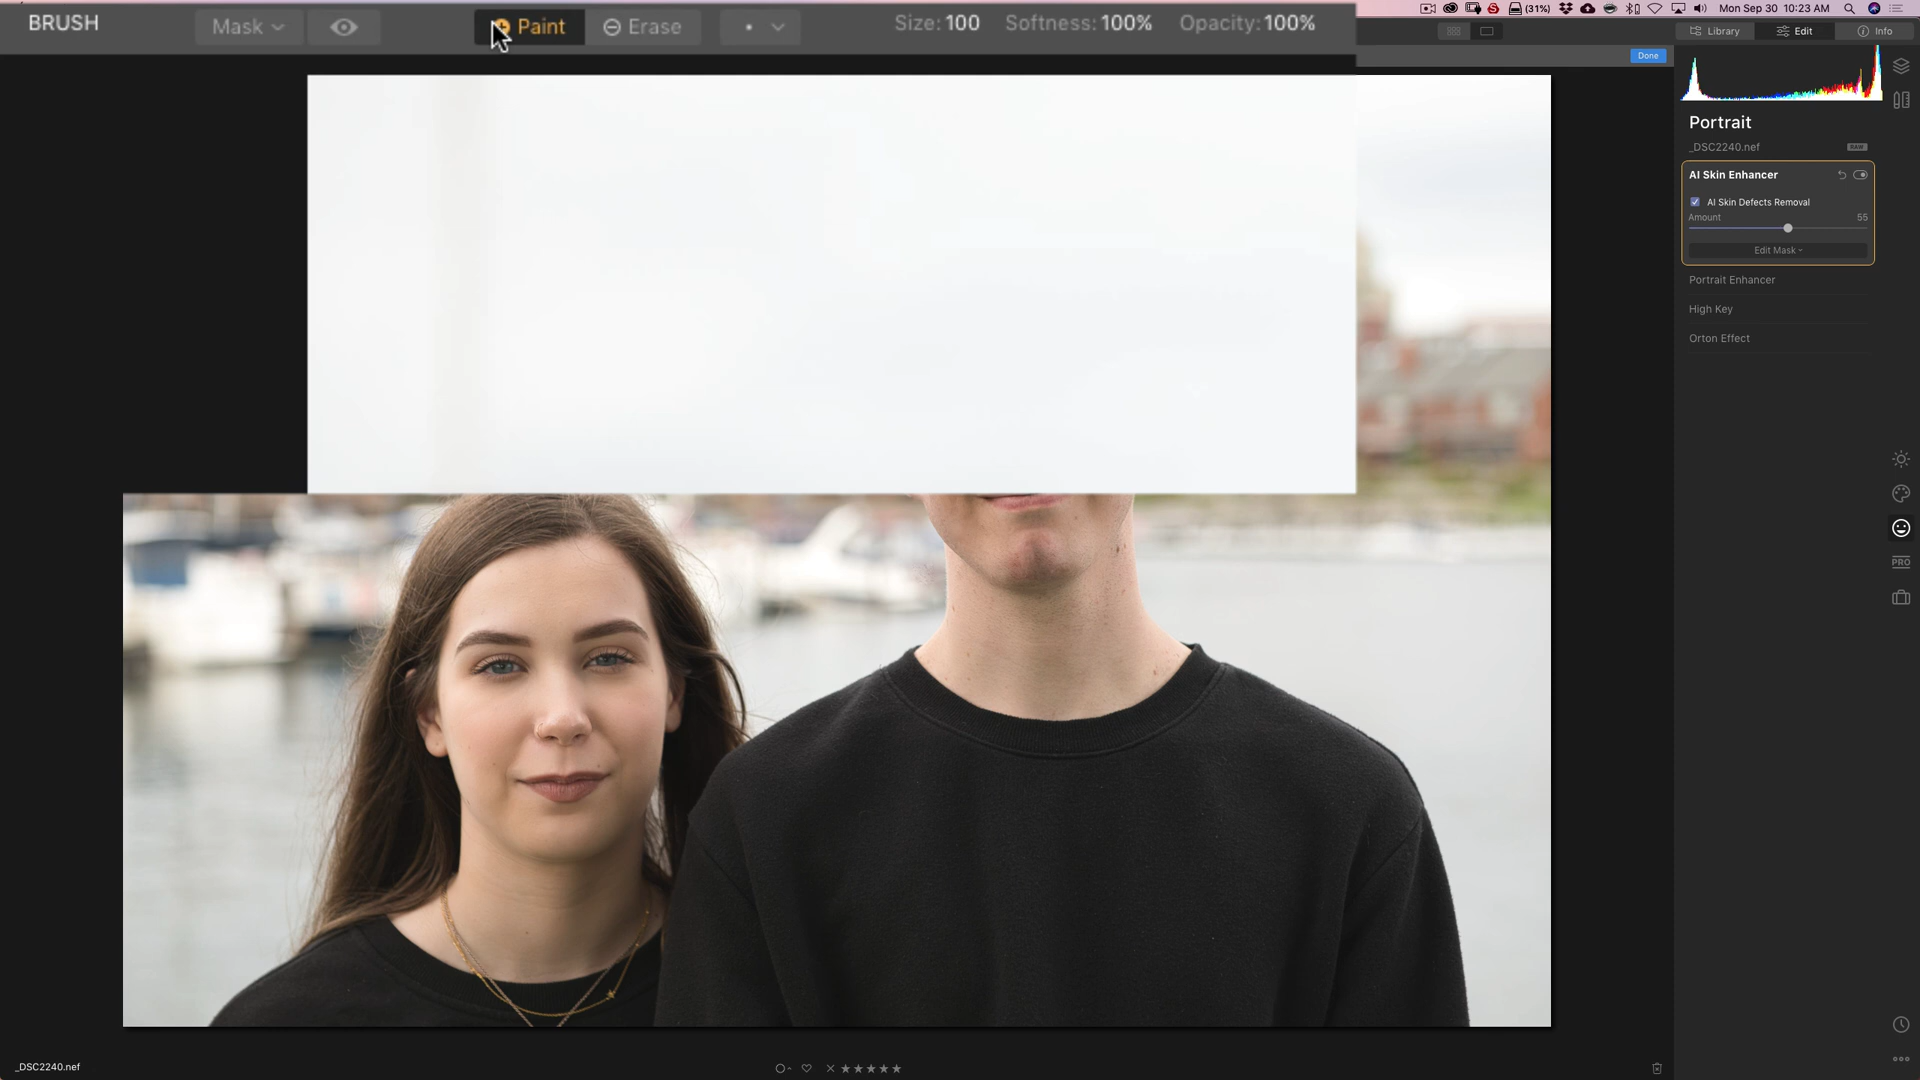 BRUSH Mask Paint Erase Size: 100 Softness: 100% Opacity: 100%
(31%) Mon Sep 30 10:23 AM
Library Edit Info
Done
Portrait
_DSC2240.nef RAW
AI Skin Enhancer
AI Skin Defects Removal
Amount 55
Edit Mask
Portrait Enhancer
High Key
Orton Effect
PRO
_DSC2240.nef